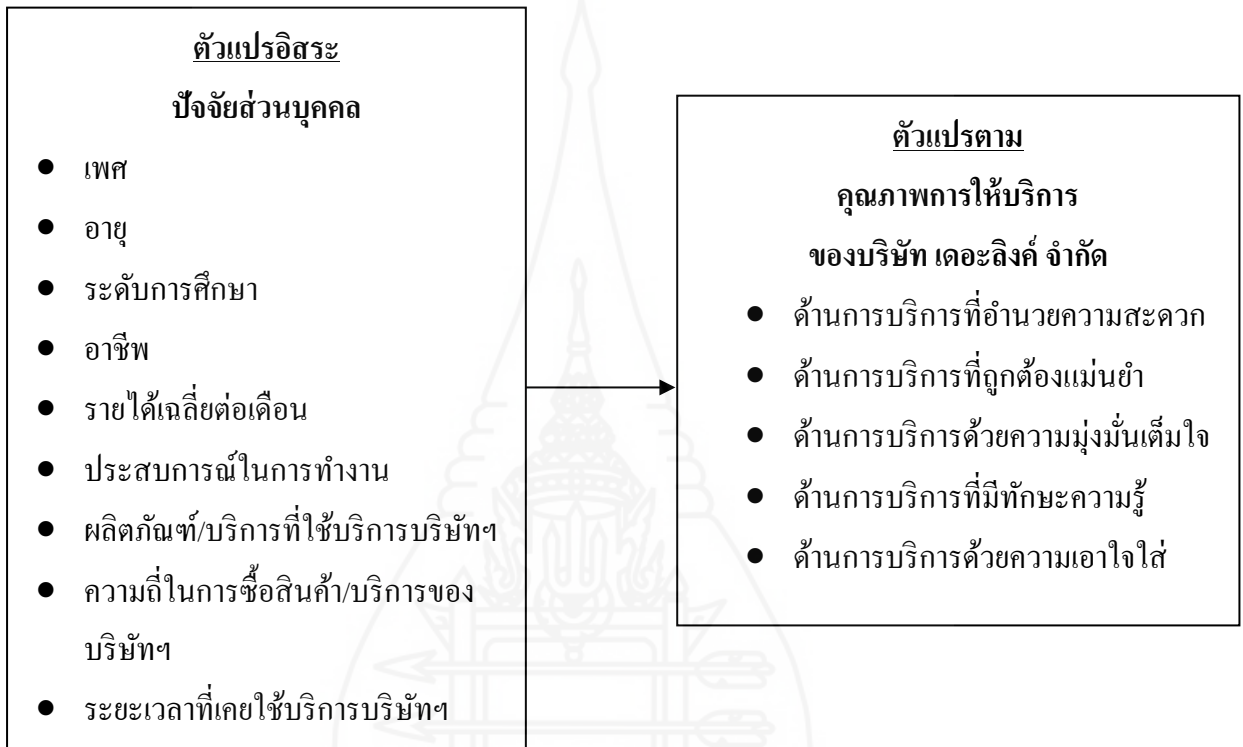 ตัวแปรอิสระ
ปัจจัยส่วนบุคคล
● เพศ
● อายุ
● ระดับการศึกษา
● อาชีพ
● รายได้เฉลี่ยต่อเดือน
● ประสบการณ์ในการทำงาน
● ผลิตภัณฑ์/บริการที่ใช้บริการบริษัทฯ
● ความถี่ในการซื้อสินค้า/บริการของ
บริษัทฯ
● ระยะเวลาที่เคยใช้บริการบริษัทฯ
ตัวแปรตาม
คุณภาพการให้บริการ
ของบริษัท เดอะลิงค์ จำกัด
● ด้านการบริการที่อำนวยความสะดวก
● ด้านการบริการที่ถูกต้องแม่นยำ
● ด้านการบริการด้วยความมุ่งมั่นเต็มใจ
● ด้านการบริการที่มีทักษะความรู้
● ด้านการบริการด้วยความเอาใจใส่